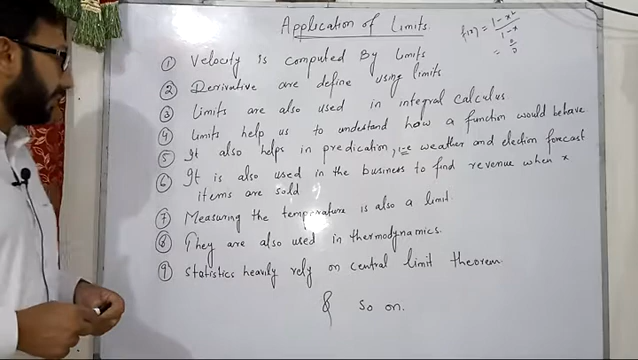 Application of Limits.
f(x) = 1-x²
1-x
= 0
0
① Velocity is computed By limits
② Derivative are define using limits.
③ Limits are also used in integral calculus.
④ Limits help us to undestand how a function would behave
⑤ It also helps in predication, i.e weather and election forecast
⑥ It is also used in the business to find revenue when x
items are sold
⑦ Measuring the temperature is also a limit.
⑧ They are also used in thermodynamics.
⑨ Statistics heavily rely on central limit theorem.
& So on.